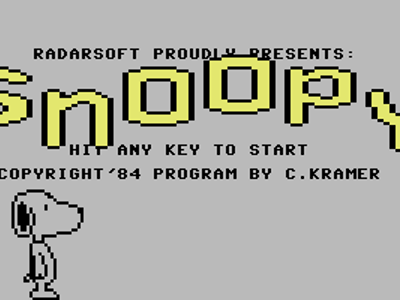 RADARSOFT PROUDLY PRESENTS:
Snoopy
HIT ANY KEY TO START
COPYRIGHT'84 PROGRAM BY C.KRAMER